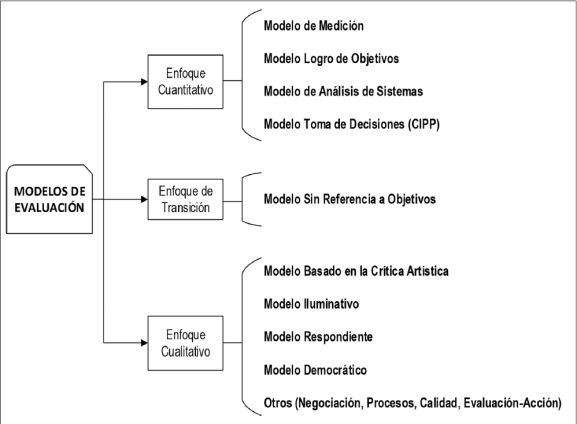 MODELOS DE
EVALUACIÓN
Enfoque
Cuantitativo
Modelo de Medición
Modelo Logro de Objetivos
Modelo de Análisis de Sistemas
Modelo Toma de Decisiones (CIPP)
Enfoque de
Transición
Modelo Sin Referencia a Objetivos
Enfoque
Cualitativo
Modelo Basado en la Crítica Artistica
Modelo Iluminativo
Modelo Respondiente
Modelo Democrático
Otros (Negociación, Procesos, Calidad, Evaluación-Acción)